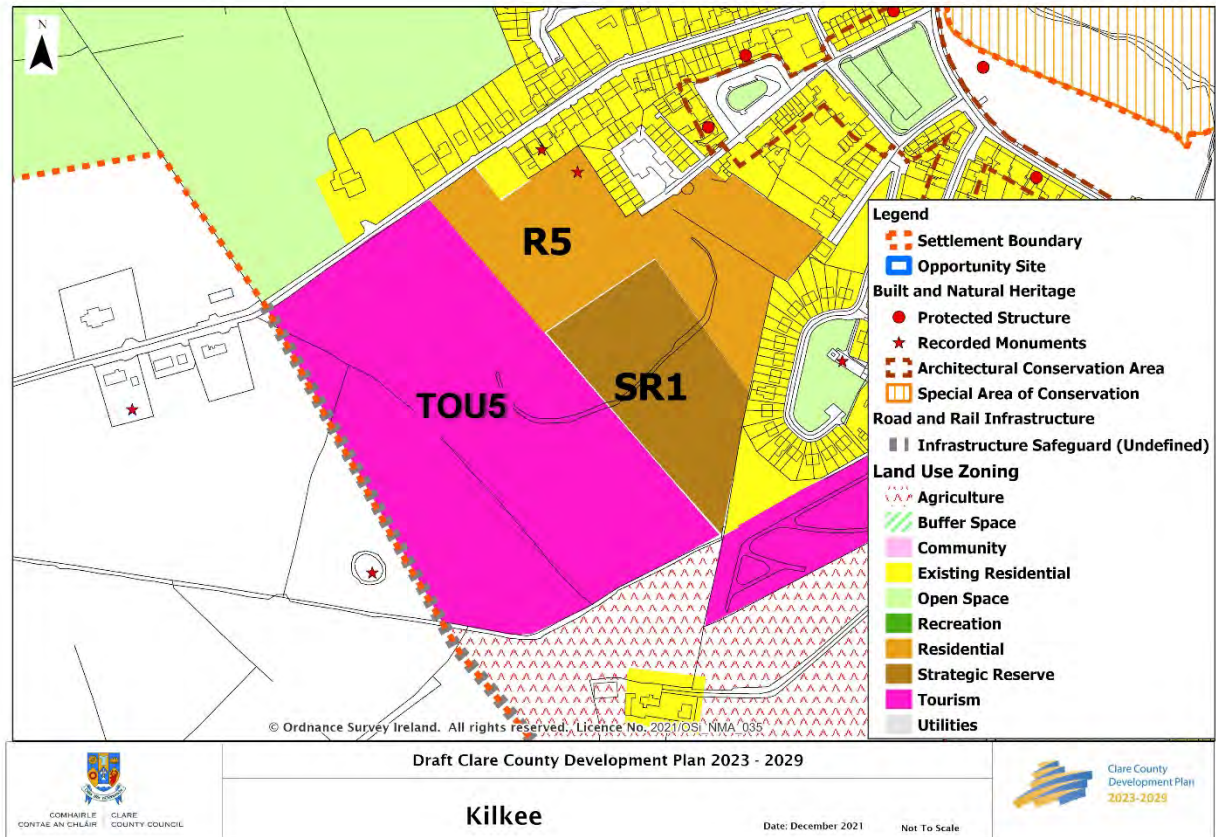 N
R5
SR1
TOU5
Legend
Settlement Boundary
Opportunity Site
Built and Natural Heritage
Protected Structure
Recorded Monuments
Architectural Conservation Area
Special Area of Conservation
Road and Rail Infrastructure
Infrastructure Safeguard (Undefined)
Land Use Zoning
Agriculture
Buffer Space
Community
Existing Residential
Open Space
Recreation
Residential
Strategic Reserve
Tourism
Utilities
© Ordnance Survey Ireland. All rights reserved. Licence No. 2021/OSi_NMA_035
COMHAIRLE CLARE
CONTAE AN CHLÁIR COUNTY COUNCIL
Draft Clare County Development Plan 2023 - 2029
Kilkee
Date: December 2021
Not To Scale
Clare County
Development Plan
2023-2029